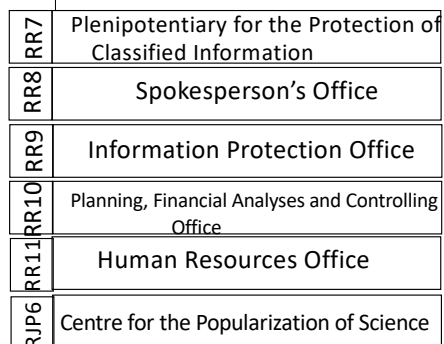 RR7
Plenipotentiary for the Protection of
Classified Information
RR8
Spokesperson’s Office
RR9
Information Protection Office
RR10
Planning, Financial Analyses and Controlling
Office
RR11
Human Resources Office
RJP6
Centre for the Popularization of Science